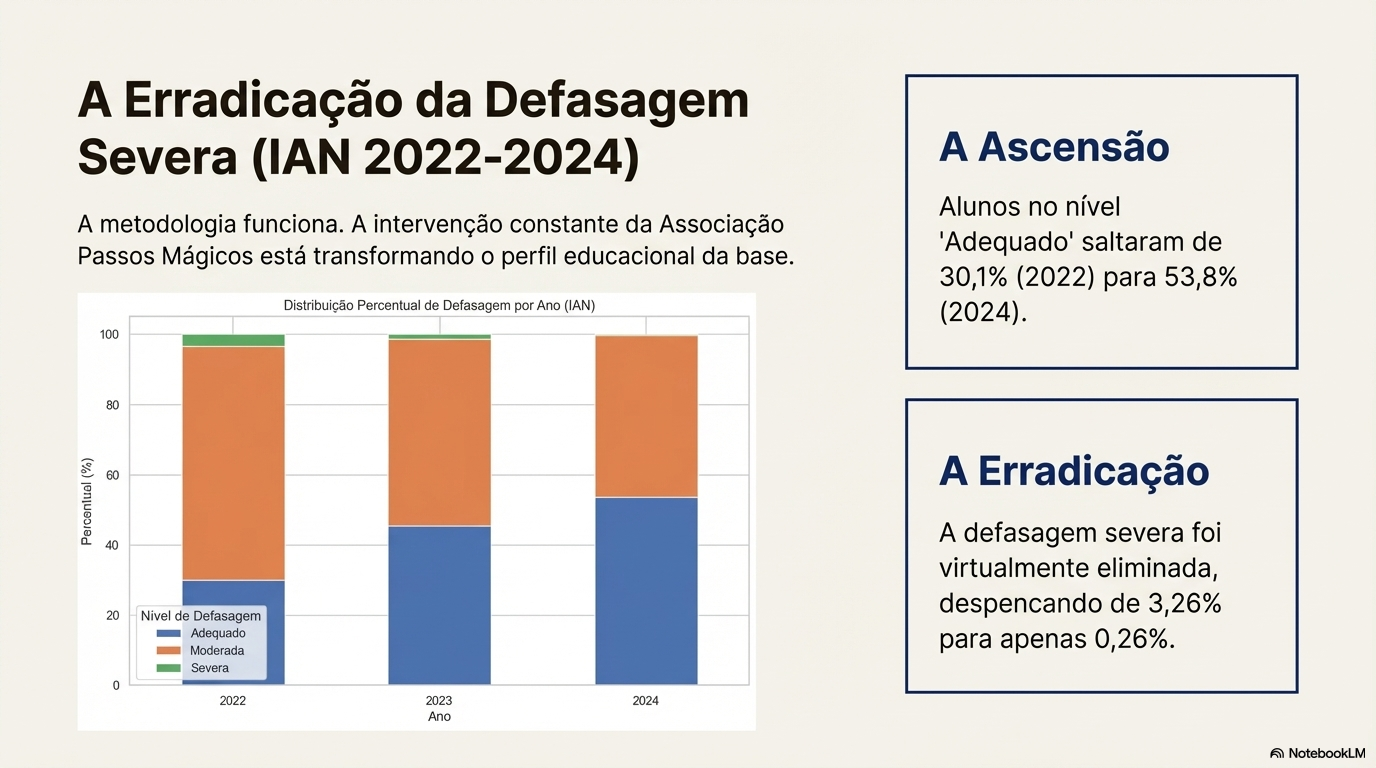 A Erradicação da Defasagem
Severa (IAN 2022-2024)
A metodologia funciona. A intervenção constante da Associação
Passos Mágicos está transformando o perfil educacional da base.
Distribuição Percentual de Defasagem por Ano (IAN)
Percentual (%)
100
80
60
40
20
0
Nível de Defasagem
Adequado
Moderada
Severa
2022
2023
2024
Ano
A Ascensão
Alunos no nível
'Adequado' saltaram de
30,1% (2022) para 53,8%
(2024).
A Erradicação
A defasagem severa foi
virtualmente eliminada,
despencando de 3,26%
para apenas 0,26%.
NotebookLM